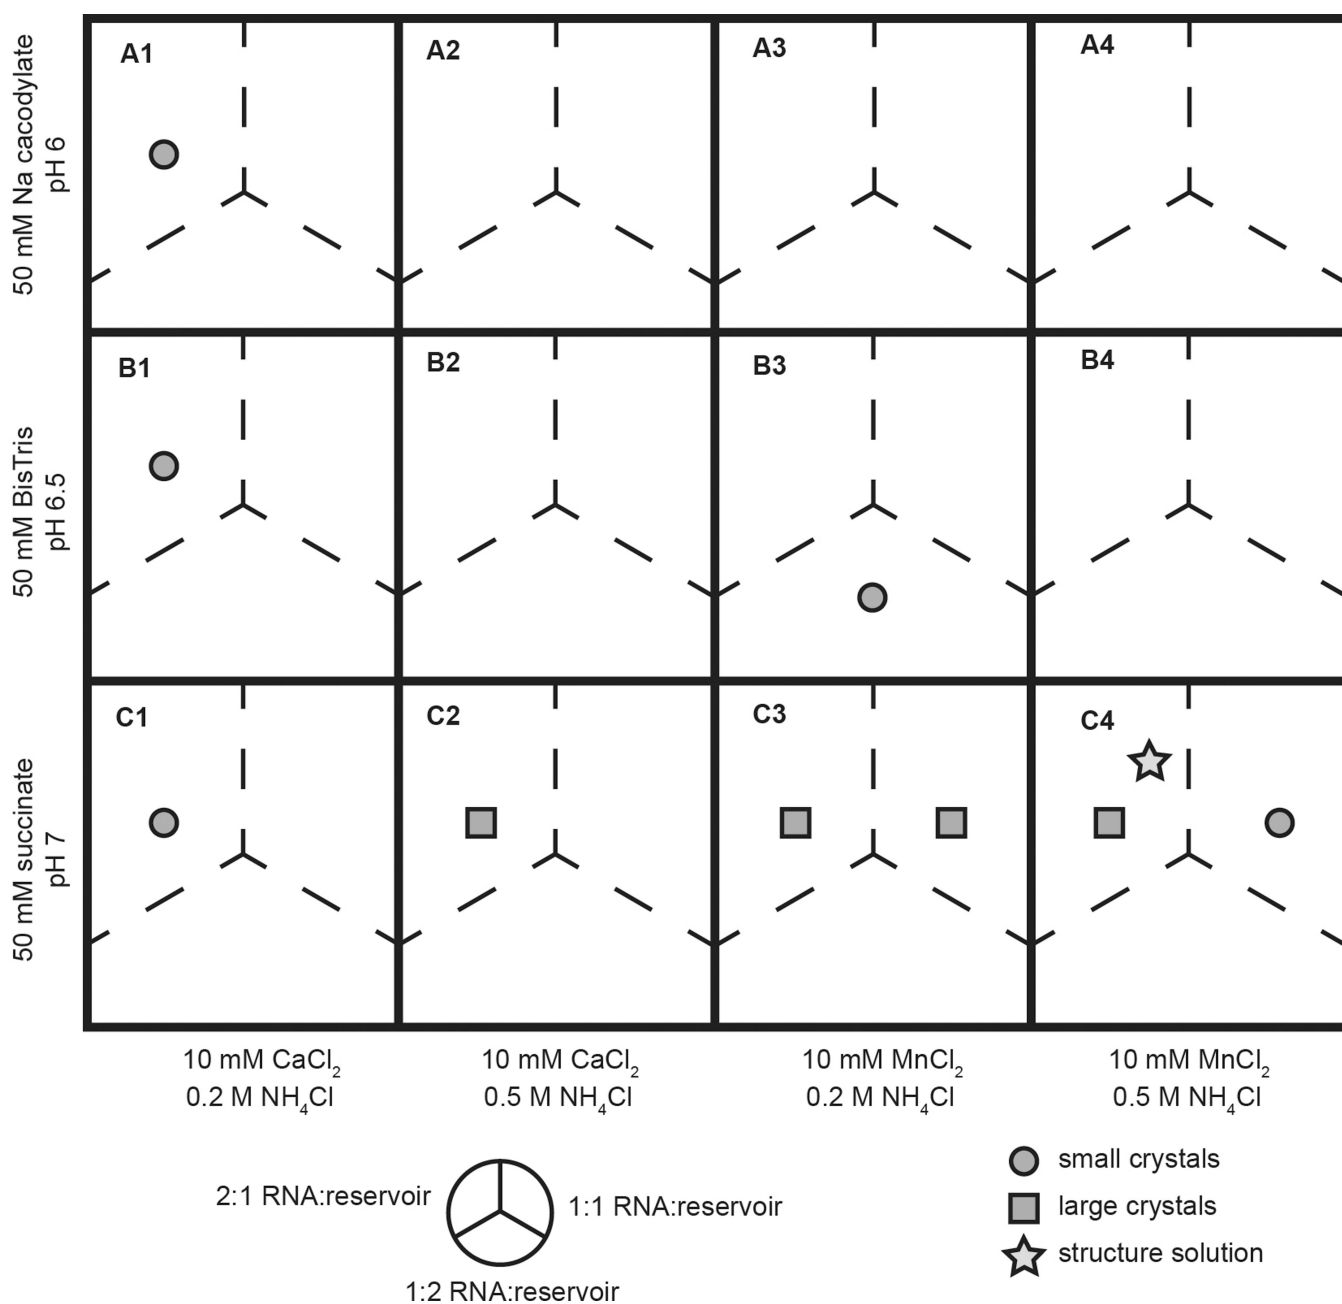 50 mM Na cacodylate
pH 6
A1
A2
A3
A4
50 mM BisTris
pH 6.5
B1
B2
B3
B4
50 mM succinate
pH 7
C1
C2
C3
C4
10 mM CaCl₂
0.2 M NH₄Cl
10 mM CaCl₂
0.5 M NH₄Cl
10 mM MnCl₂
0.2 M NH₄Cl
10 mM MnCl₂
0.5 M NH₄Cl
2:1 RNA:reservoir
1:1 RNA:reservoir
1:2 RNA:reservoir
small crystals
large crystals
structure solution